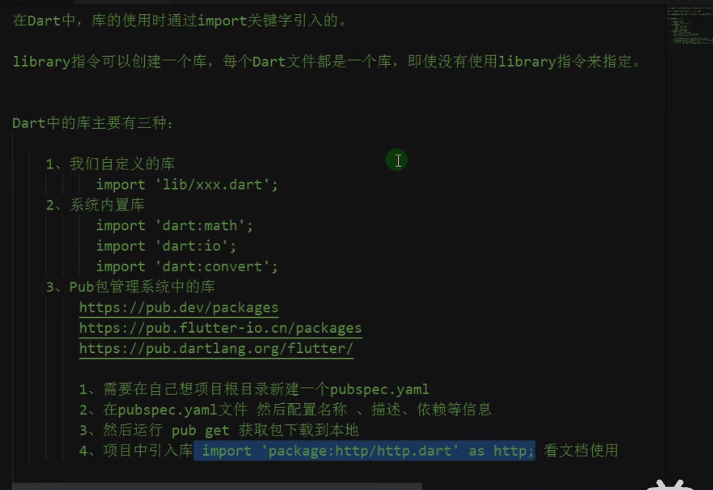 在Dart中，库的使用时通过import关键字引入的。
library指令可以创建一个库，每个Dart文件都是一个库，即使没有使用library指令来指定。
Dart中的库主要有三种：
1、我们自定义的库
import 'lib/xxx.dart';
2、系统内置库
import 'dart:math';
import 'dart:io';
import 'dart:convert';
3、Pub包管理系统中的库
https://pub.dev/packages
https://pub.flutter-io.cn/packages
https://pub.dartlang.org/flutter/
1、需要在自己想项目根目录新建一个pubspec.yaml
2、在pubspec.yaml文件 然后配置名称 、描述、依赖等信息
3、然后运行 pub get 获取包下载到本地
4、项目中引入库 import 'package:http/http.dart' as http; 看文档使用